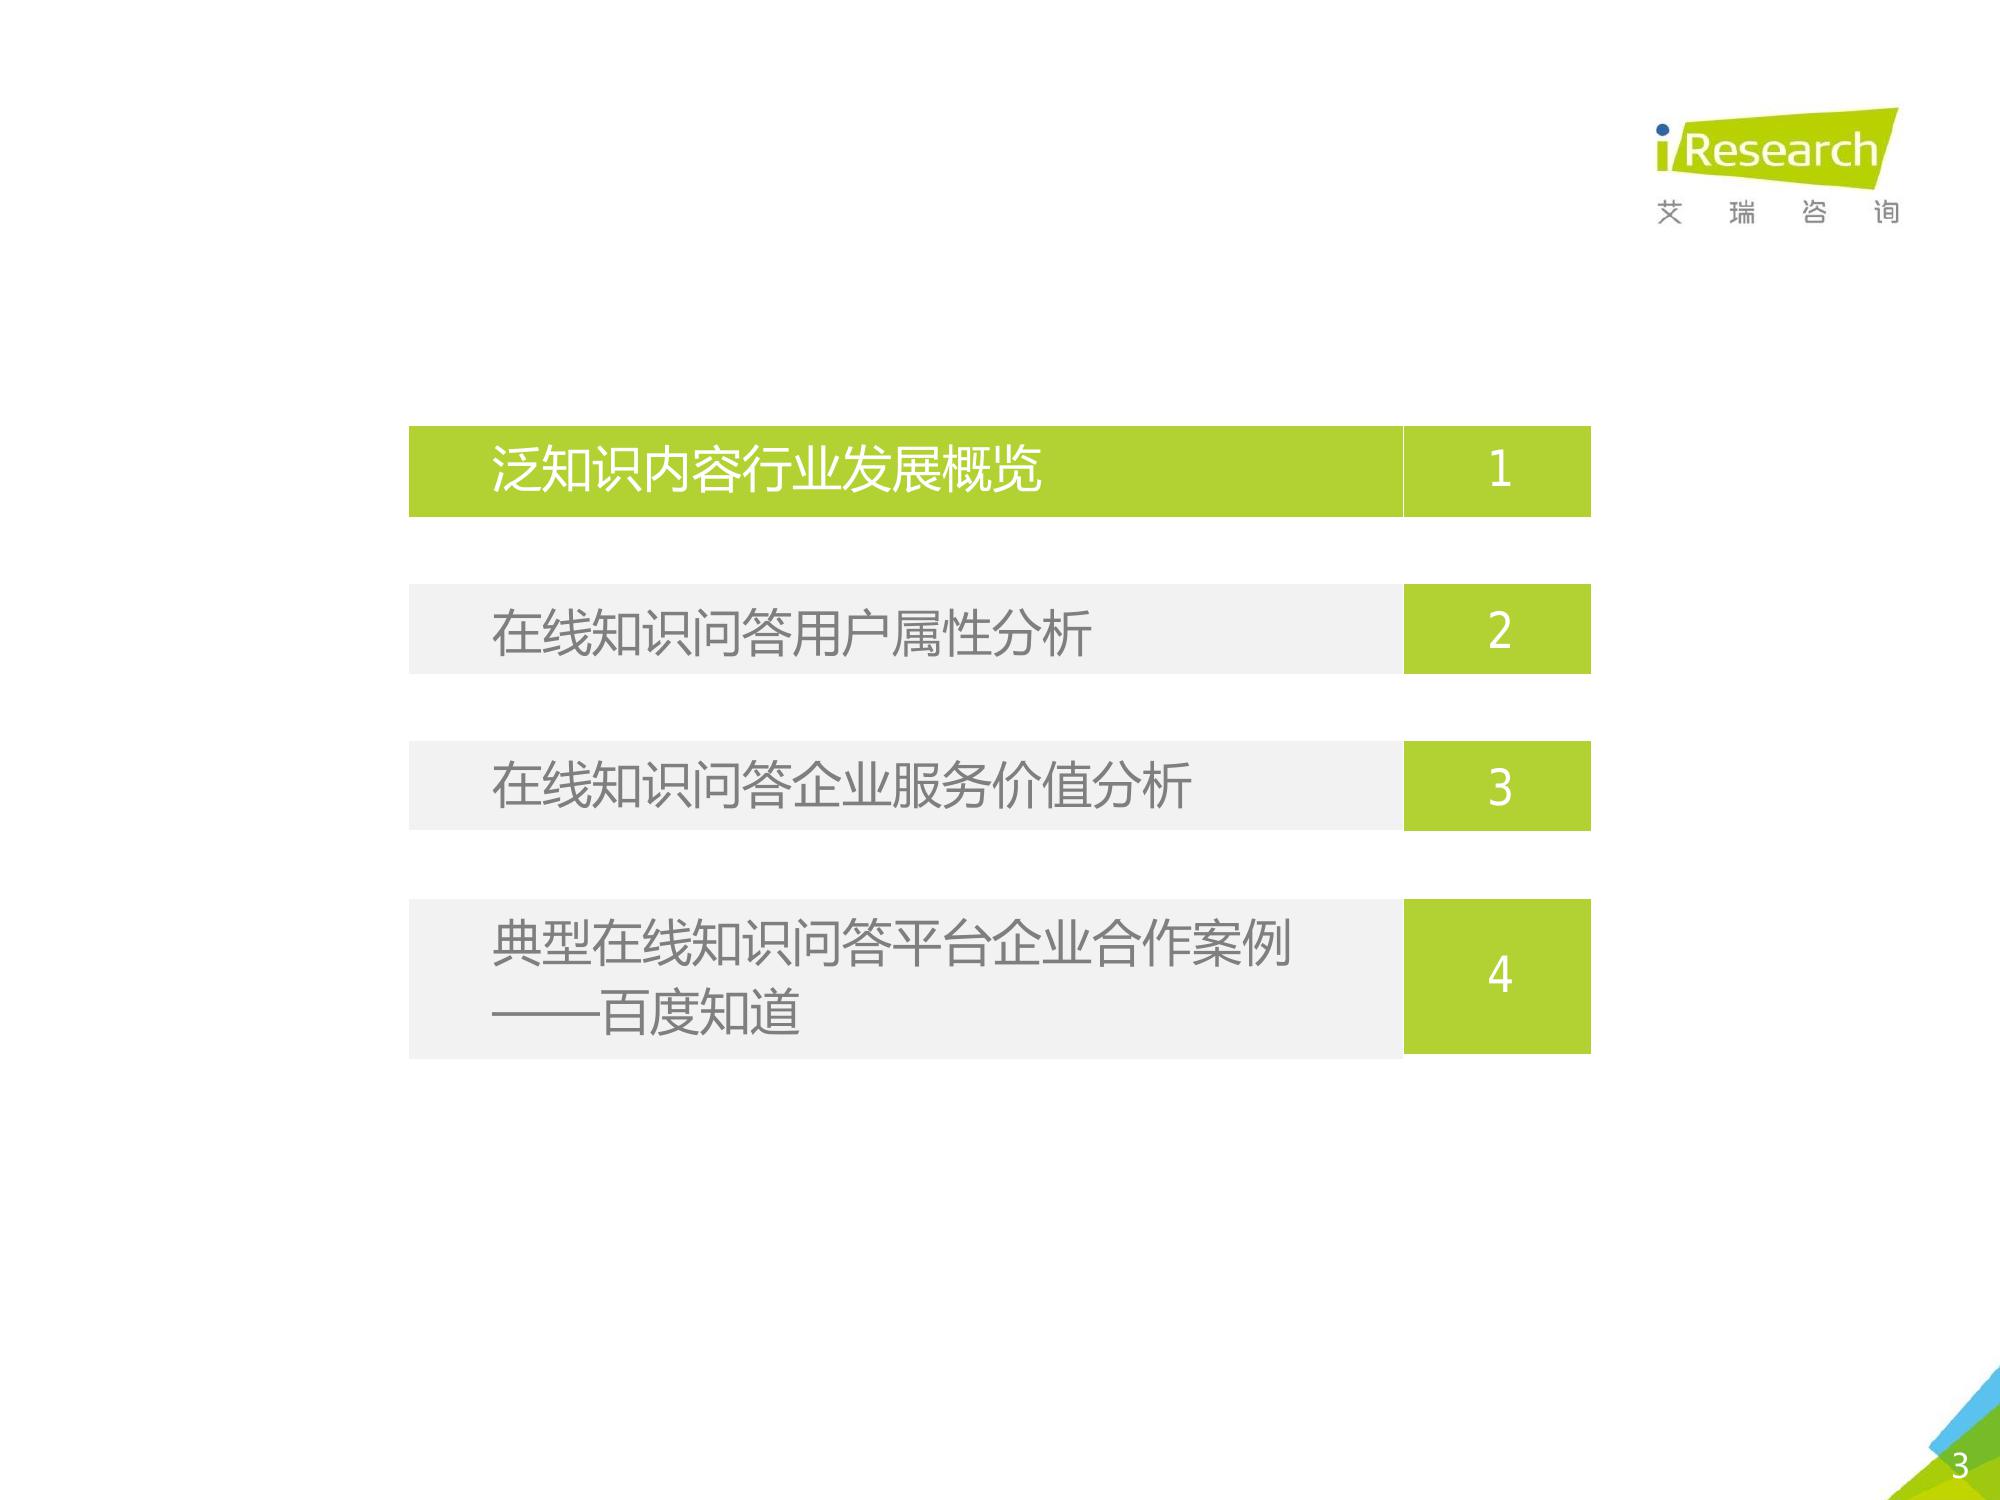 iResearch
艾瑞咨询
泛知识内容行业发展概览 1
在线知识问答用户属性分析 2
在线知识问答企业服务价值分析 3
典型在线知识问答平台企业合作案例
——百度知道 4
3